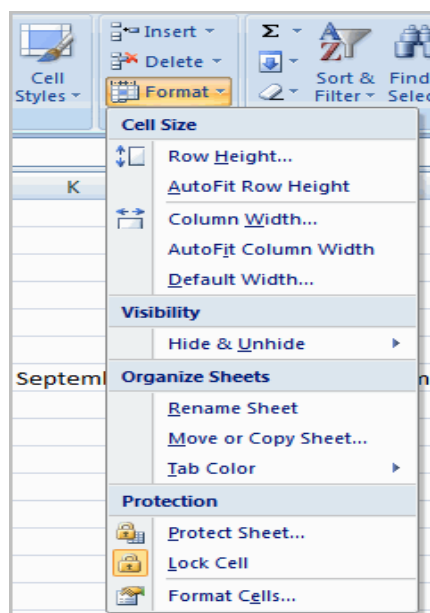 Insert
Σ
Delete
Cell
Styles
Format
Sort &
Filter
Find
Cell Size
Row Height...
K
AutoFit Row Height
Column Width...
AutoFit Column Width
Default Width...
Visibility
Hide & Unhide
Organize Sheets
Rename Sheet
Move or Copy Sheet...
Tab Color
Protection
Protect Sheet...
Lock Cell
Format Cells...